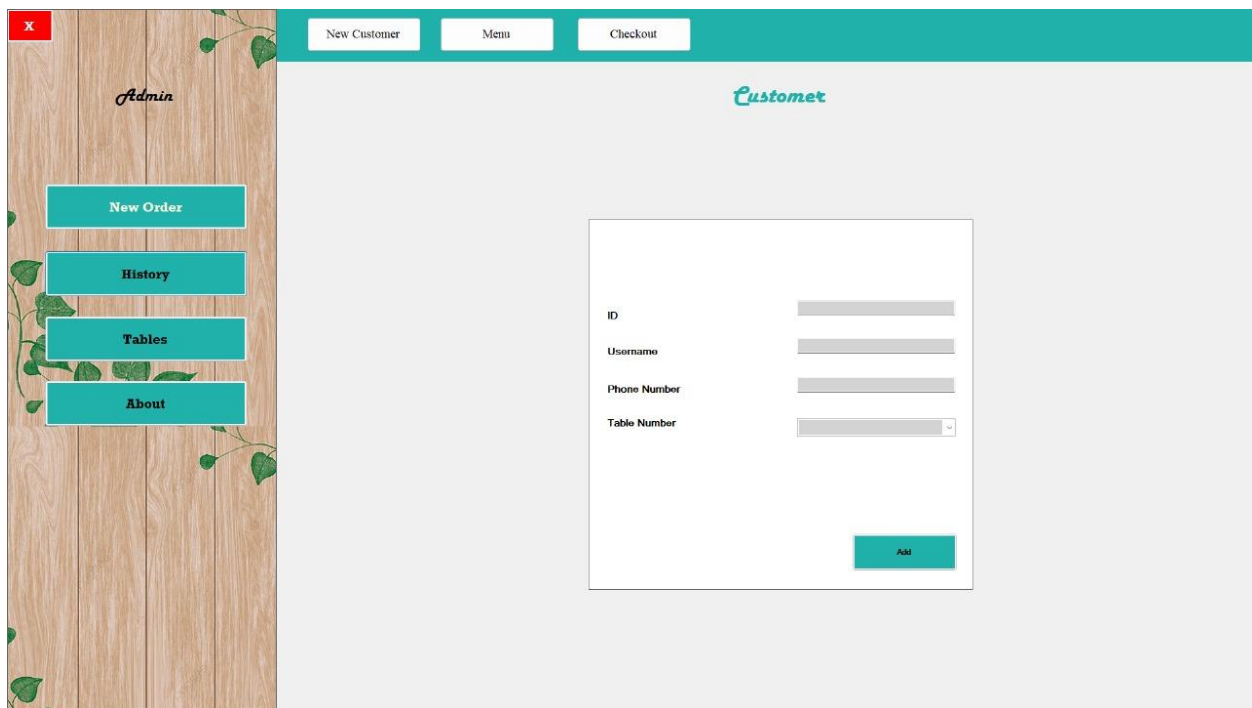 X
Admin
New Order
History
Tables
About
New Customer
Menu
Checkout
Customer
ID
Username
Phone Number
Table Number
Add